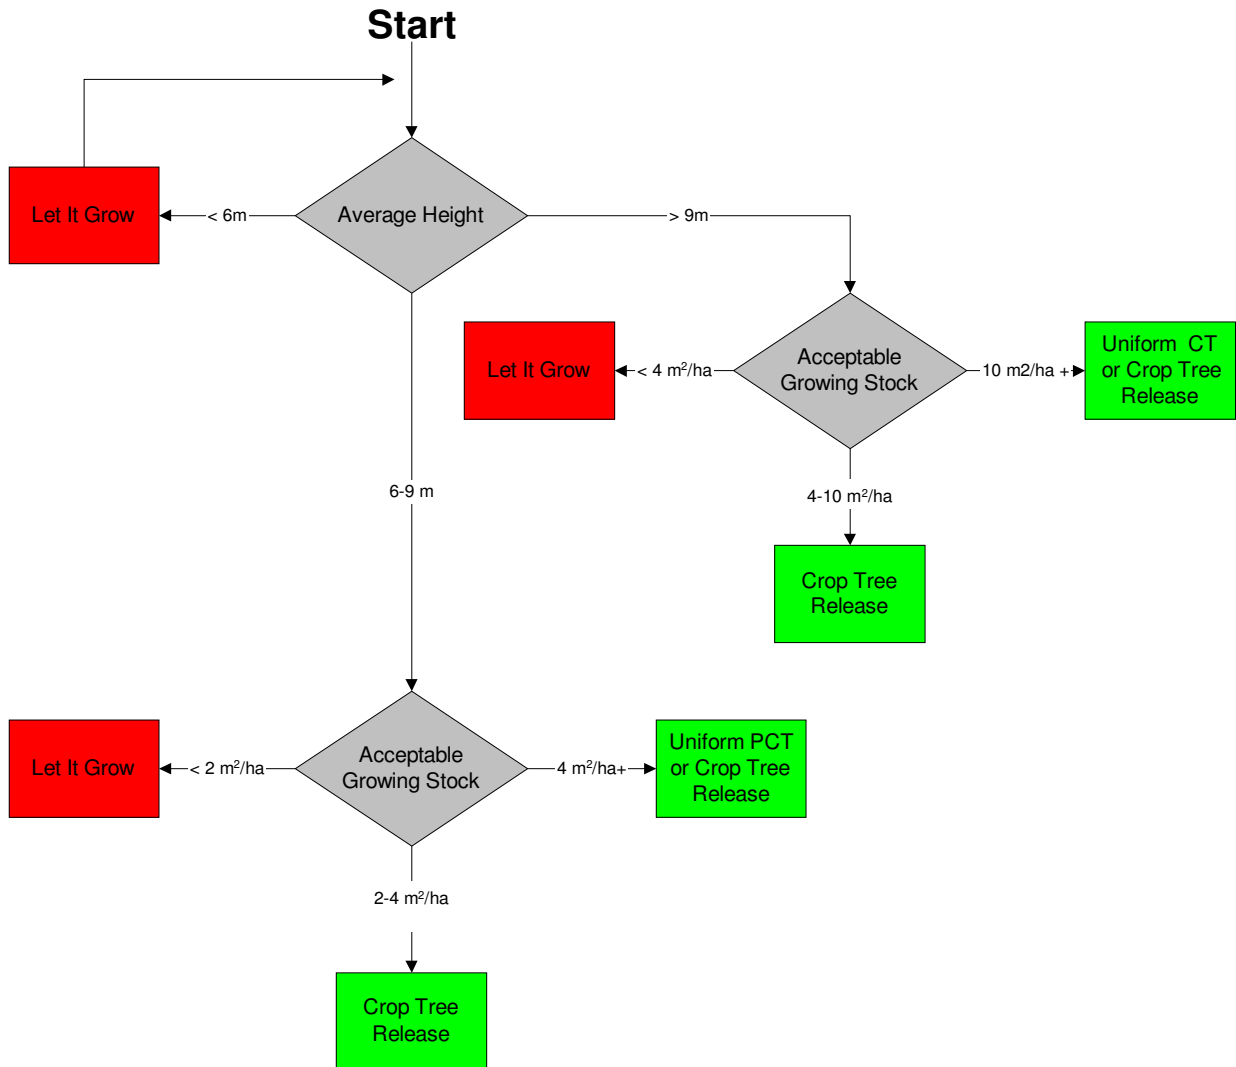 Start
Let It Grow
< 6m
Average Height
> 9m
Let It Grow
< 4 m²/ha
Acceptable
Growing Stock
10 m2/ha +
Uniform CT
or Crop Tree
Release
6-9 m
4-10 m²/ha
Crop Tree
Release
Let It Grow
< 2 m²/ha
Acceptable
Growing Stock
4 m²/ha+
Uniform PCT
or Crop Tree
Release
2-4 m²/ha
Crop Tree
Release